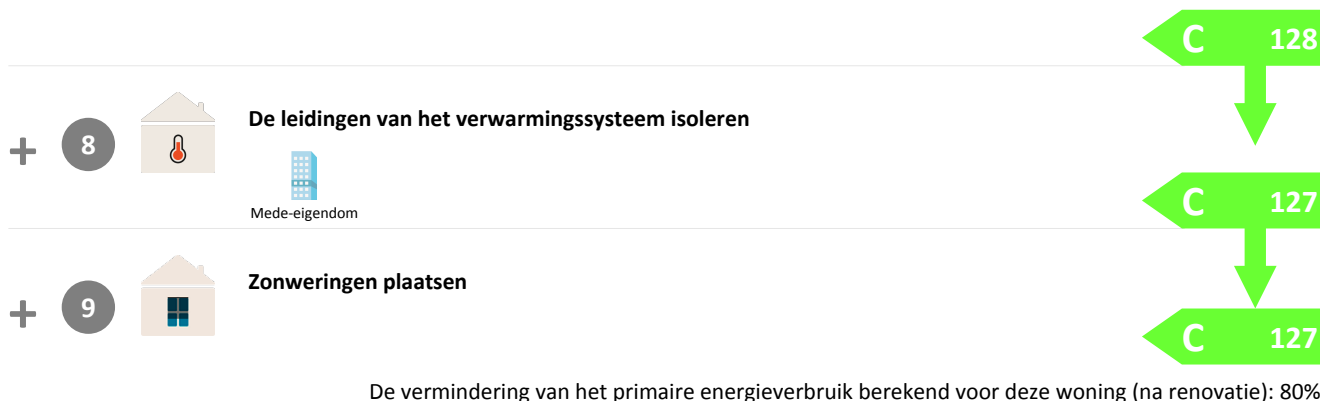 C 128
+ 8 De leidingen van het verwarmingssysteem isoleren
Mede-eigendom
C 127
+ 9 Zonweringen plaatsen
C 127
De vermindering van het primaire energieverbruik berekend voor deze woning (na renovatie): 80%